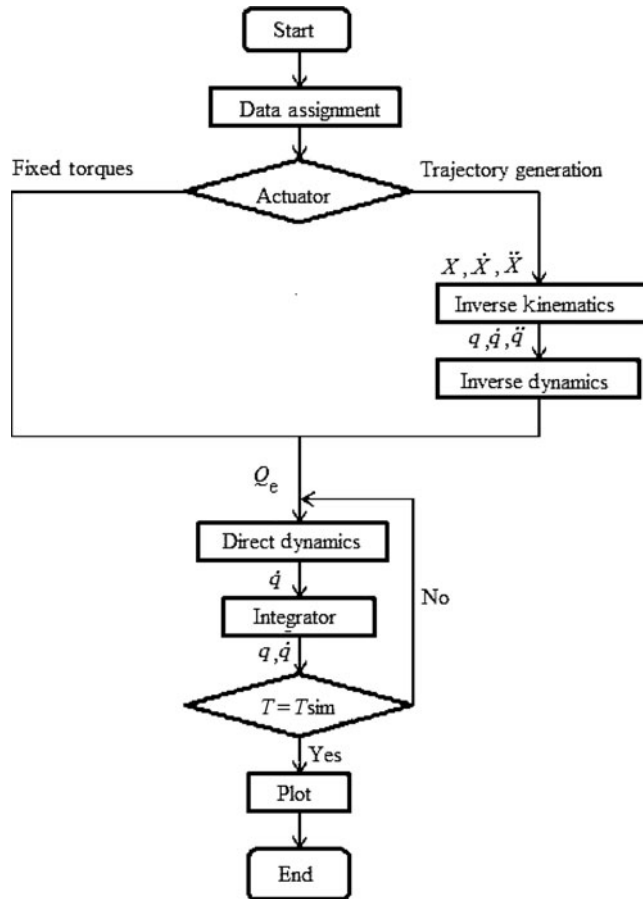 Start
Data assignment
Fixed torques
Actuator
Trajectory generation
X, Ẋ, Ẍ
Inverse kinematics
q, q̇, q̈
Inverse dynamics
Qe
Direct dynamics
q̇
No
Integrator
q, q̇
T = Tsim
Yes
Plot
End